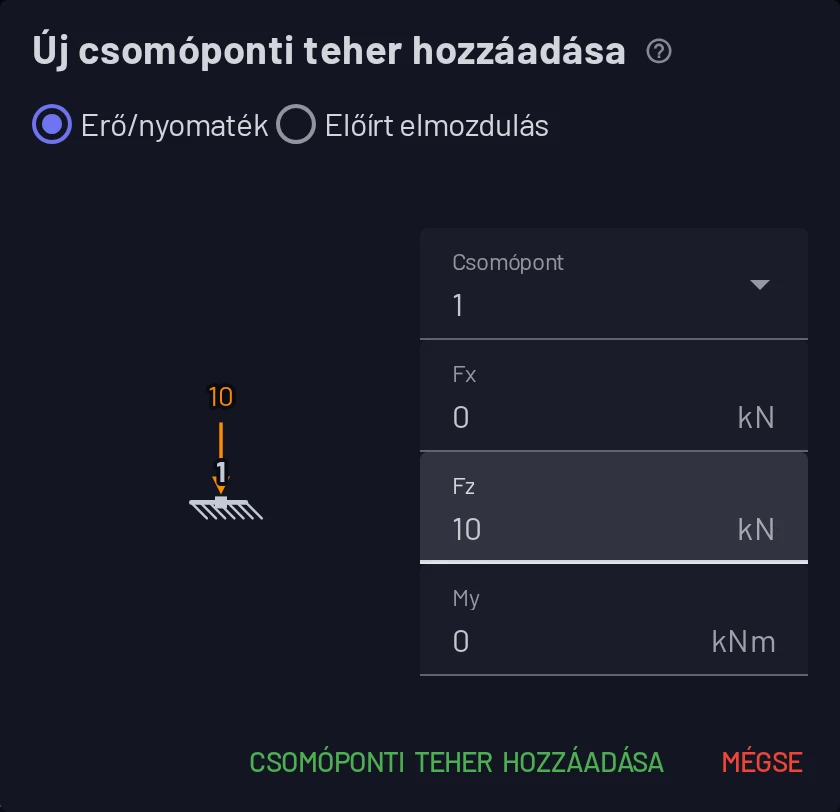 Új csomóponti teher hozzáadása
Erő/nyomaték Előírt elmozdulás
Csomópont
1
Fx
0 kN
10
1
Fz
10 kN
My
0 kNm
CSOMÓPONTI TEHER HOZZÁADÁSA MÉGSE